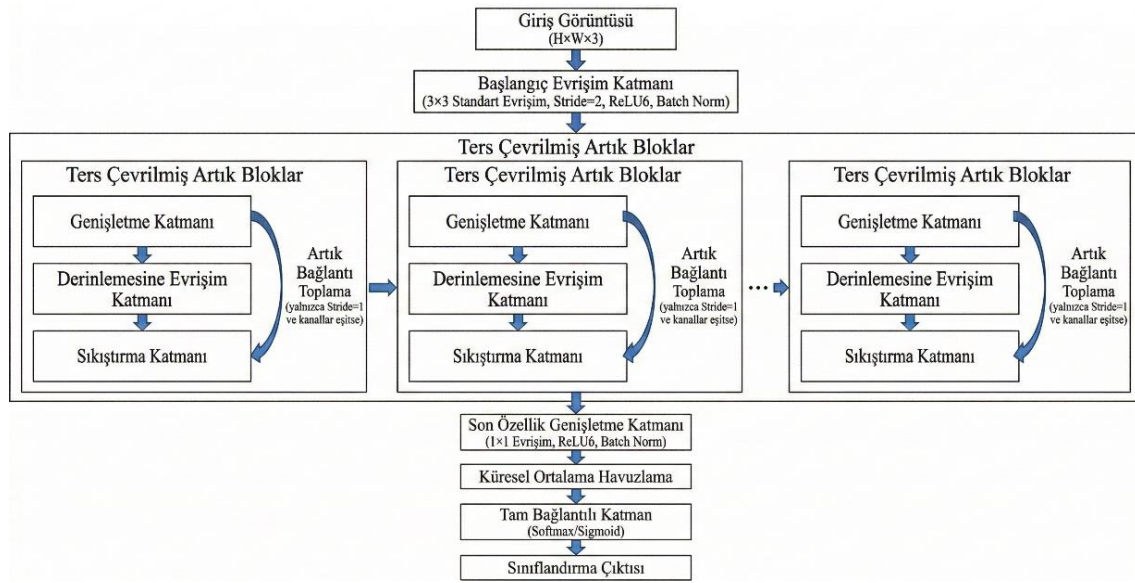 Giriş Görüntüsü
(H×W×3)
Başlangıç Evrişim Katmanı
(3×3 Standart Evrişim, Stride=2, ReLU6, Batch Norm)
Ters Çevrilmiş Artık Bloklar
Ters Çevrilmiş Artık Bloklar
Genişletme Katmanı
Derinlemesine Evrişim
Katmanı
Sıkıştırma Katmanı
Artık
Bağlantı
Toplama
(yalnızca Stride=1
ve kanallar eşitse)
Ters Çevrilmiş Artık Bloklar
Genişletme Katmanı
Derinlemesine Evrişim
Katmanı
Sıkıştırma Katmanı
Artık
Bağlantı
Toplama
(yalnızca Stride=1
ve kanallar eşitse)
...
Ters Çevrilmiş Artık Bloklar
Genişletme Katmanı
Derinlemesine Evrişim
Katmanı
Sıkıştırma Katmanı
Artık
Bağlantı
Toplama
(yalnızca Stride=1
ve kanallar eşitse)
Son Özellik Genişletme Katmanı
(1×1 Evrişim, ReLU6, Batch Norm)
Küresel Ortalama Havuzlama
Tam Bağlantılı Katman
(Softmax/Sigmoid)
Sınıflandırma Çıktısı